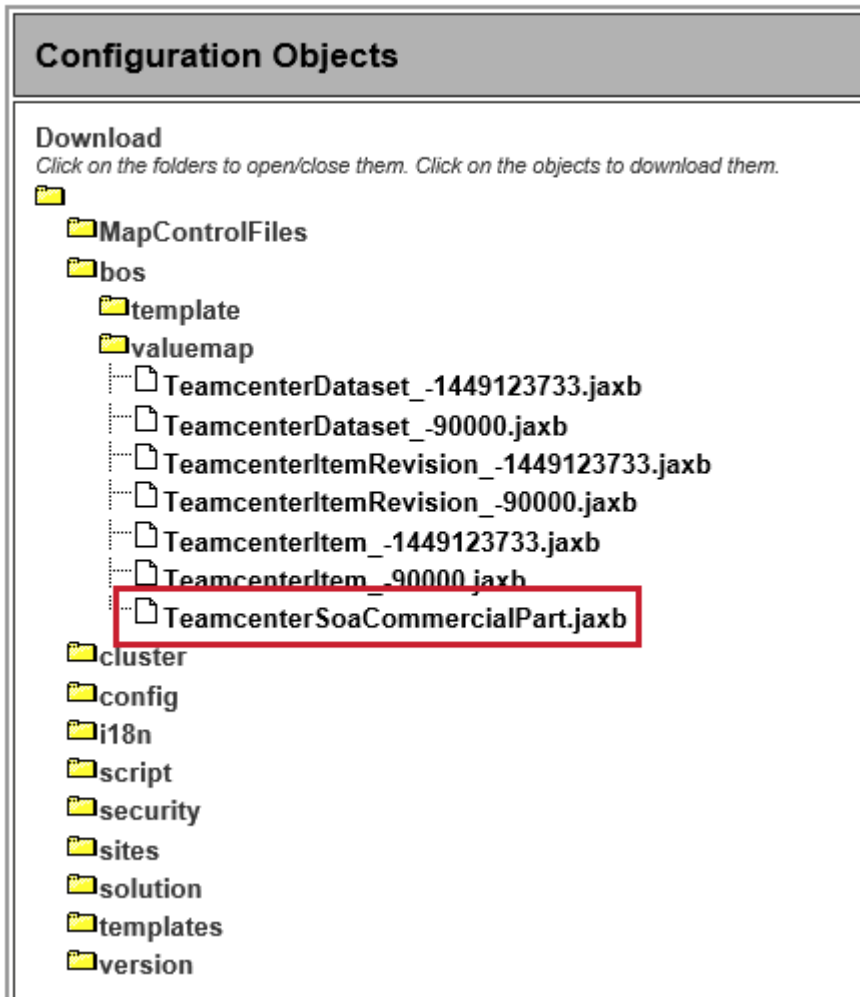 Configuration Objects
Download
Click on the folders to open/close them. Click on the objects to download them.
MapControlFiles
bos
template
valuemap
TeamcenterDataset_-1449123733.jaxb
TeamcenterDataset_-90000.jaxb
TeamcenterItemRevision_-1449123733.jaxb
TeamcenterItemRevision_-90000.jaxb
TeamcenterItem_-1449123733.jaxb
TeamcenterItem_-90000.jaxb
TeamcenterSoaCommercialPart.jaxb
cluster
config
i18n
script
security
sites
solution
templates
version